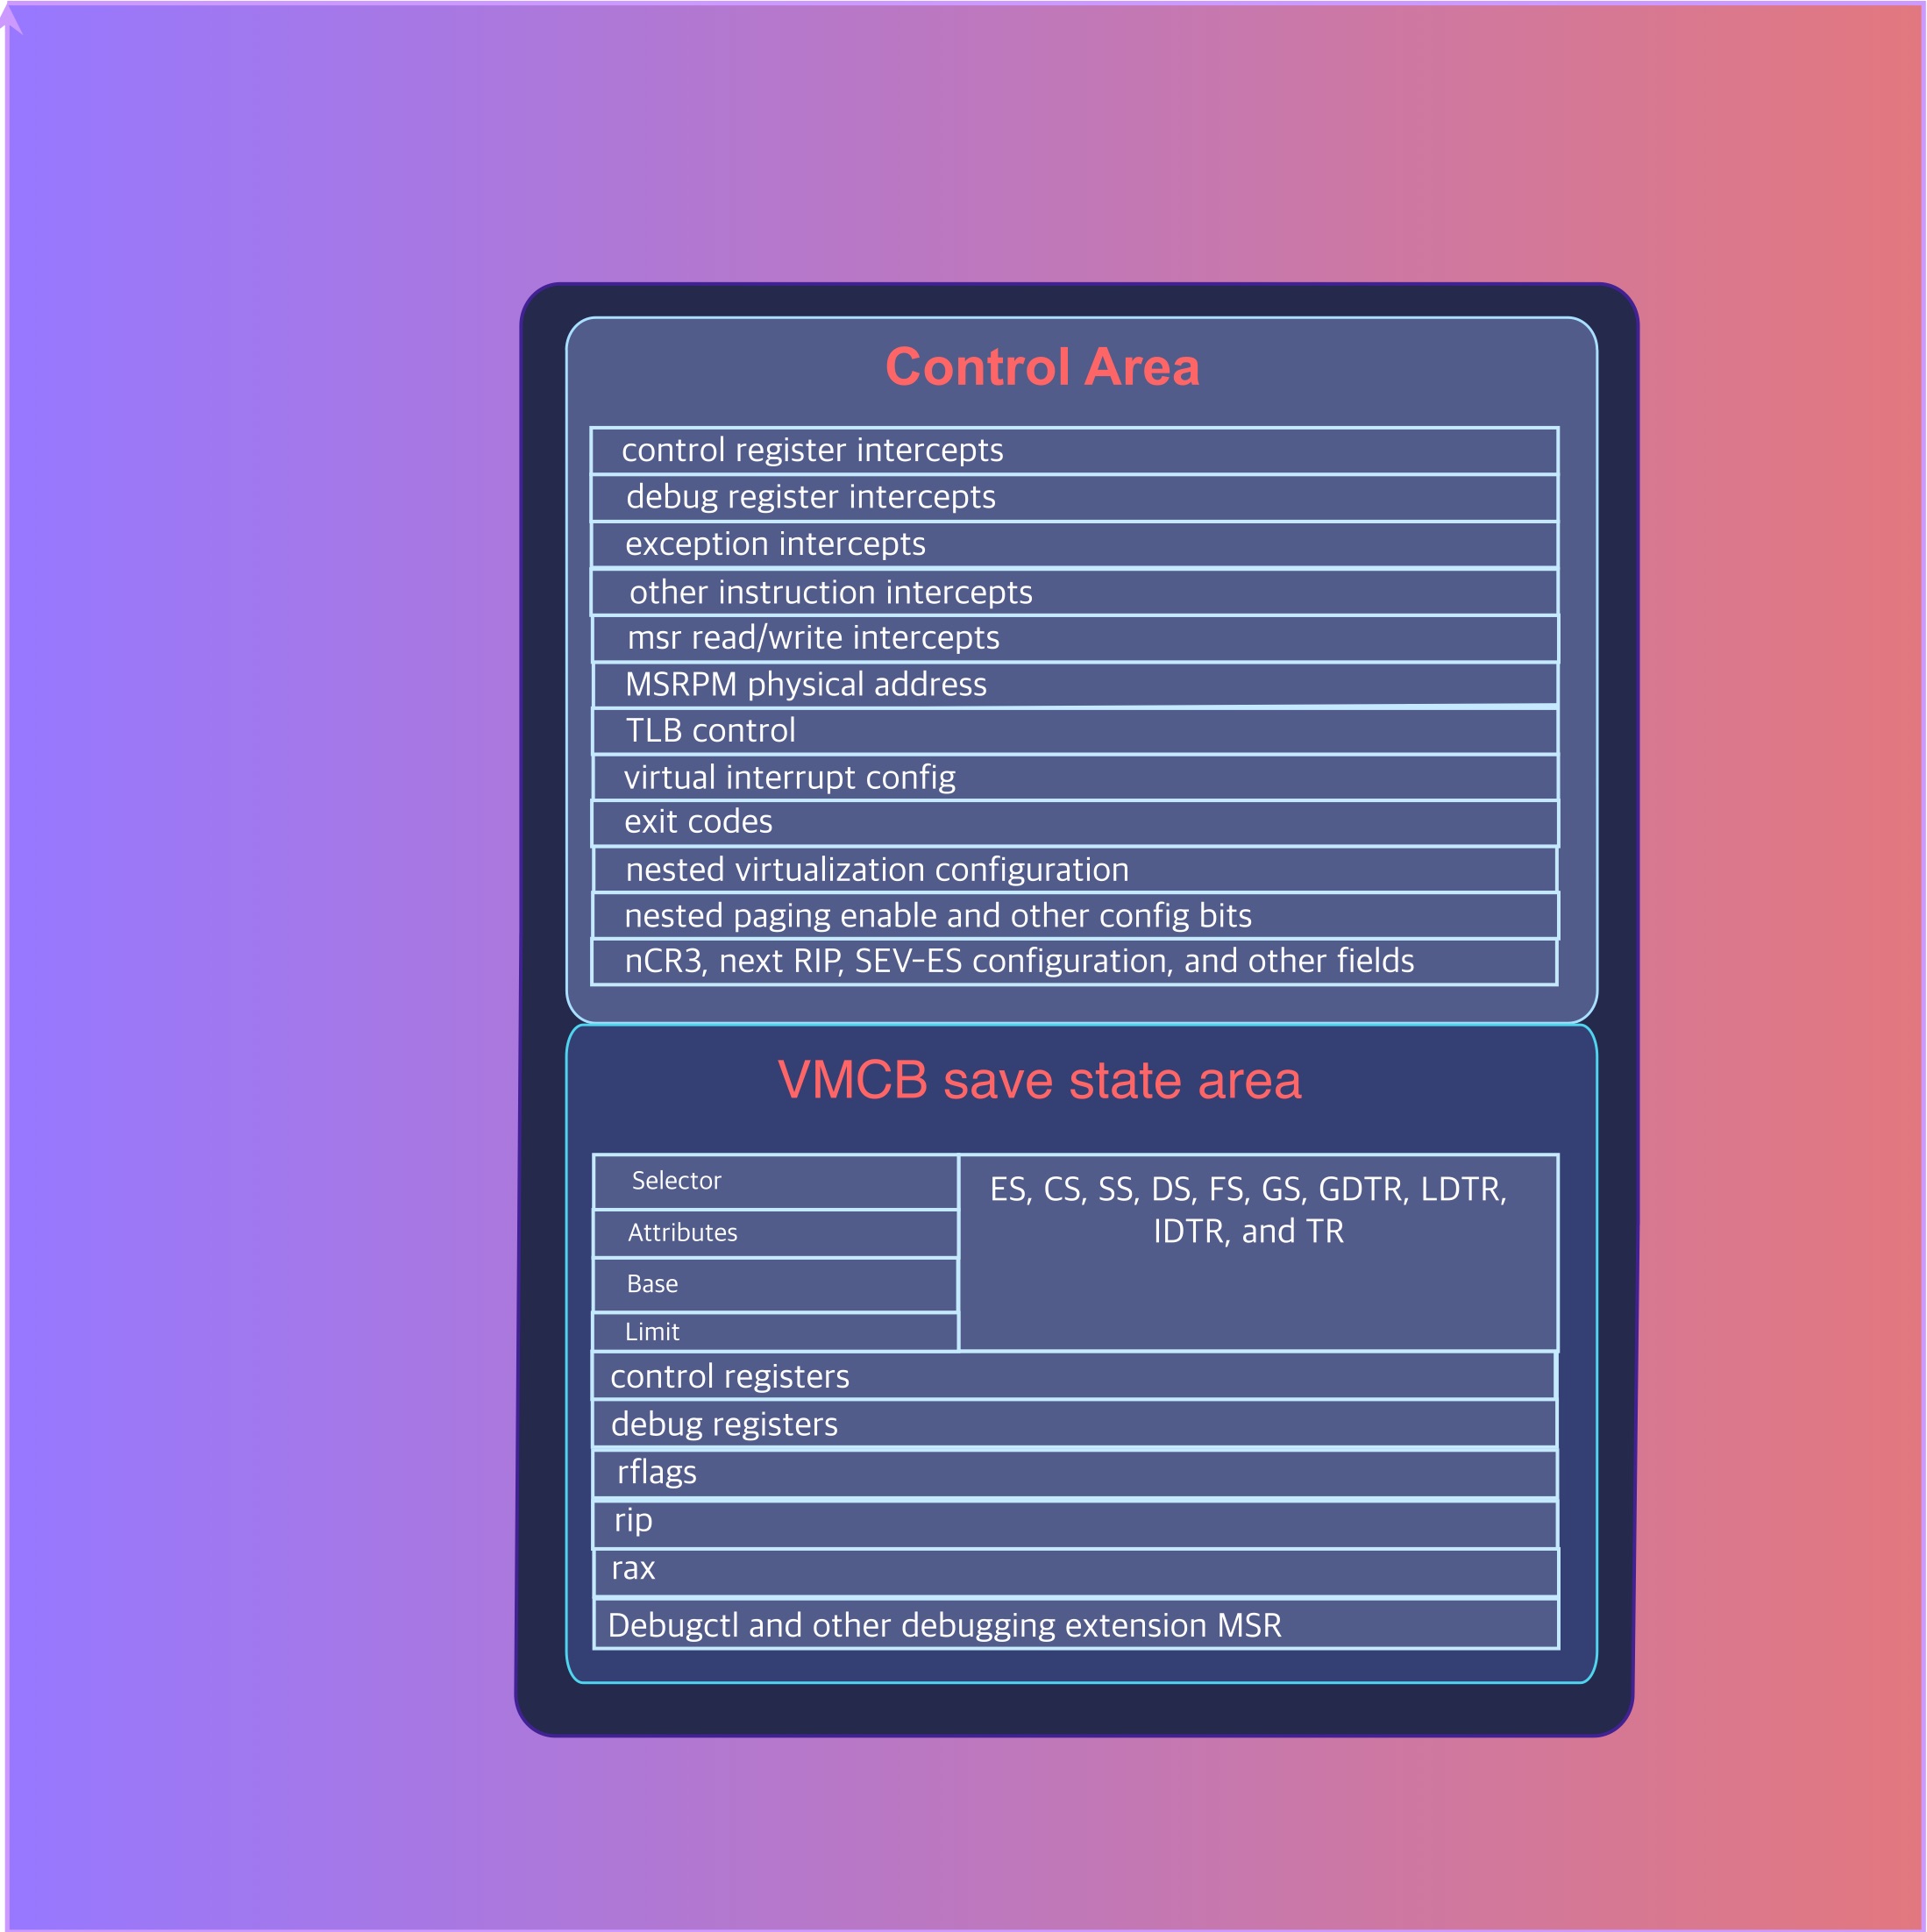 Control Area
control register intercepts
debug register intercepts
exception intercepts
other instruction intercepts
msr read/write intercepts
MSRPM physical address
TLB control
virtual interrupt config
exit codes
nested virtualization configuration
nested paging enable and other config bits
nCR3, next RIP, SEV-ES configuration, and other fields
VMCB save state area
Selector
Attributes
Base
Limit
ES, CS, SS, DS, FS, GS, GDTR, LDTR,
IDTR, and TR
control registers
debug registers
rflags
rip
rax
Debugctl and other debugging extension MSR